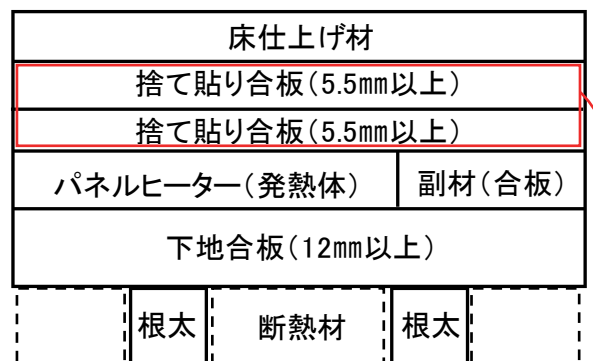 床仕上げ材
捨て貼り合板(5.5㎜以上)
捨て貼り合板(5.5㎜以上)
パネルヒーター(発熱体) 副材(合板)
下地合板(12㎜以上)
根太 断熱材 根太